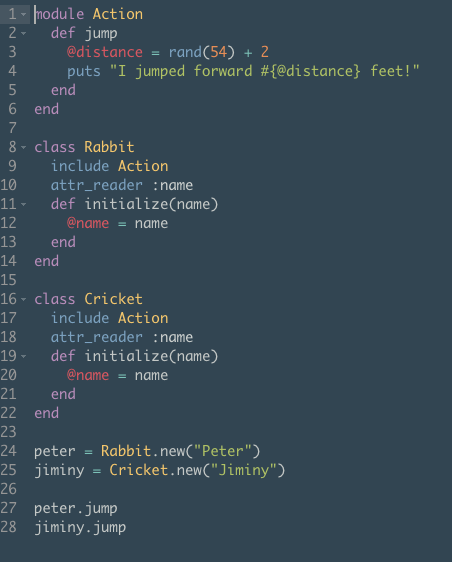 1 module Action
2   def jump
3     @distance = rand(54) + 2
4     puts "I jumped forward #{@distance} feet!"
5   end
6 end
7
8 class Rabbit
9   include Action
10   attr_reader :name
11   def initialize(name)
12     @name = name
13   end
14 end
15
16 class Cricket
17   include Action
18   attr_reader :name
19   def initialize(name)
20     @name = name
21   end
22 end
23
24 peter = Rabbit.new("Peter")
25 jiminy = Cricket.new("Jiminy")
26
27 peter.jump
28 jiminy.jump